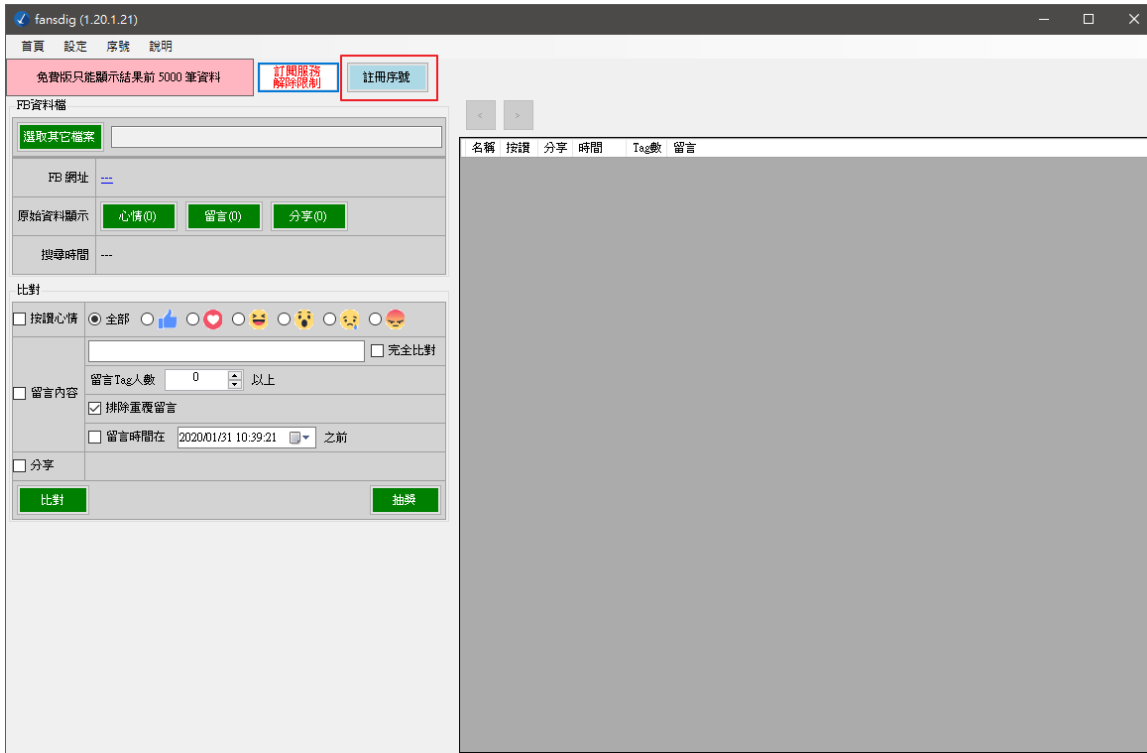 fansdig (1.20.1.21)
首頁 設定 序號 說明
免費版只能顯示結果前 5000 筆資料
訂閱服務
解除限制
註冊序號
FB資料檔
選取其它檔案
FB 網址 ---
原始資料顯示 心情(0) 留言(0) 分享(0)
搜尋時間 ---
比對
按讚心情 全部
完全比對
留言內容
留言Tag人數 0 以上
排除重覆留言
留言時間在 2020/01/31 10:39:21 之前
分享
比對 抽獎
< >
名稱 按讚 分享 時間 Tag數 留言